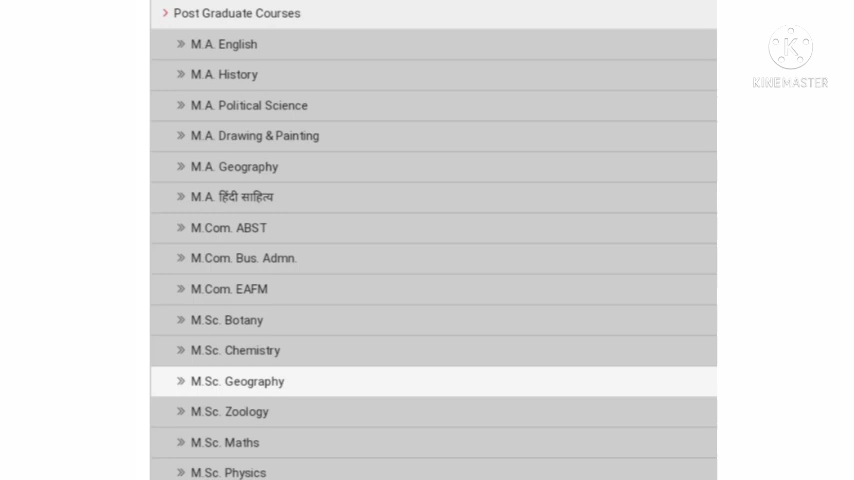 Post Graduate Courses
M.A. English
M.A. History
M.A. Political Science
M.A. Drawing & Painting
M.A. Geography
M.A. हिंदी साहित्य
M.Com. ABST
M.Com. Bus. Admn.
M.Com. EAFM
M.Sc. Botany
M.Sc. Chemistry
M.Sc. Geography
M.Sc. Zoology
M.Sc. Maths
M.Sc. Physics
K
KINEMASTER